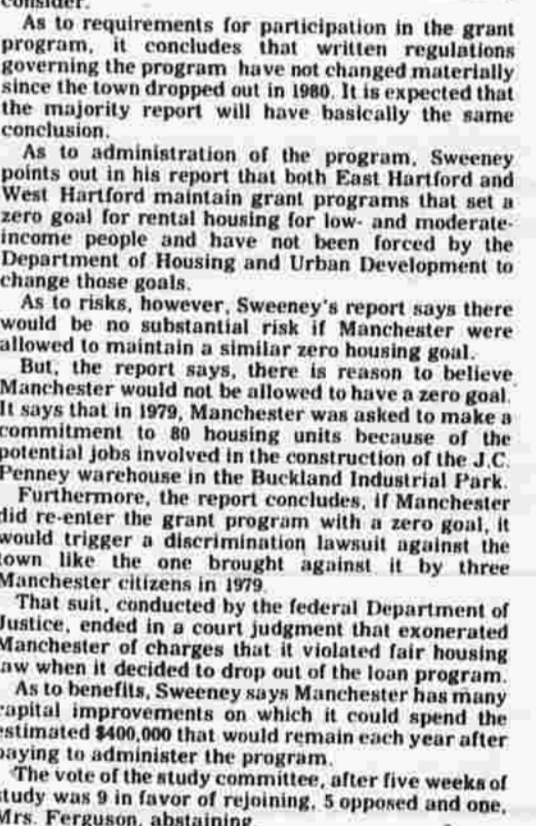 consider.
As to requirements for participation in the grant
program, it concludes that written regulations
governing the program have not changed materially
since the town dropped out in 1980. It is expected that
the majority report will have basically the same
conclusion.
As to administration of the program, Sweeney
points out in his report that both East Hartford and
West Hartford maintain grant programs that set a
zero goal for rental housing for low- and moderate-
income people and have not been forced by the
Department of Housing and Urban Development to
change those goals.
As to risks, however, Sweeney's report says there
would be no substantial risk if Manchester were
allowed to maintain a similar zero housing goal.
But, the report says, there is reason to believe
Manchester would not be allowed to have a zero goal.
It says that in 1979, Manchester was asked to make a
commitment to 80 housing units because of the
potential jobs involved in the construction of the J.C.
Penney warehouse in the Buckland Industrial Park.
Furthermore, the report concludes, if Manchester
did re-enter the grant program with a zero goal, it
would trigger a discrimination lawsuit against the
town like the one brought against it by three
Manchester citizens in 1979.
That suit, conducted by the federal Department of
Justice, ended in a court judgment that exonerated
Manchester of charges that it violated fair housing
law when it decided to drop out of the loan program.
As to benefits, Sweeney says Manchester has many
capital improvements on which it could spend the
estimated $400,000 that would remain each year after
paying to administer the program.
The vote of the study committee, after five weeks of
study was 9 in favor of rejoining, 5 opposed and one,
Mrs. Ferguson, abstaining.